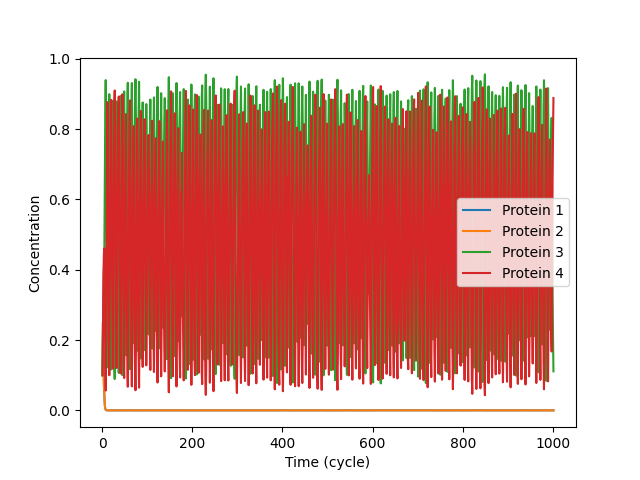 1.0
0.8
0.6
0.4
0.2
0.0
Concentration
Protein 1
Protein 2
Protein 3
Protein 4
0 200 400 600 800 1000
Time (cycle)